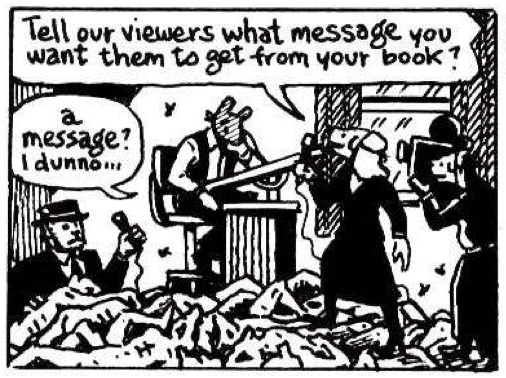 Tell our viewers what message you
want them to get from your book?
a
message?
I dunno...